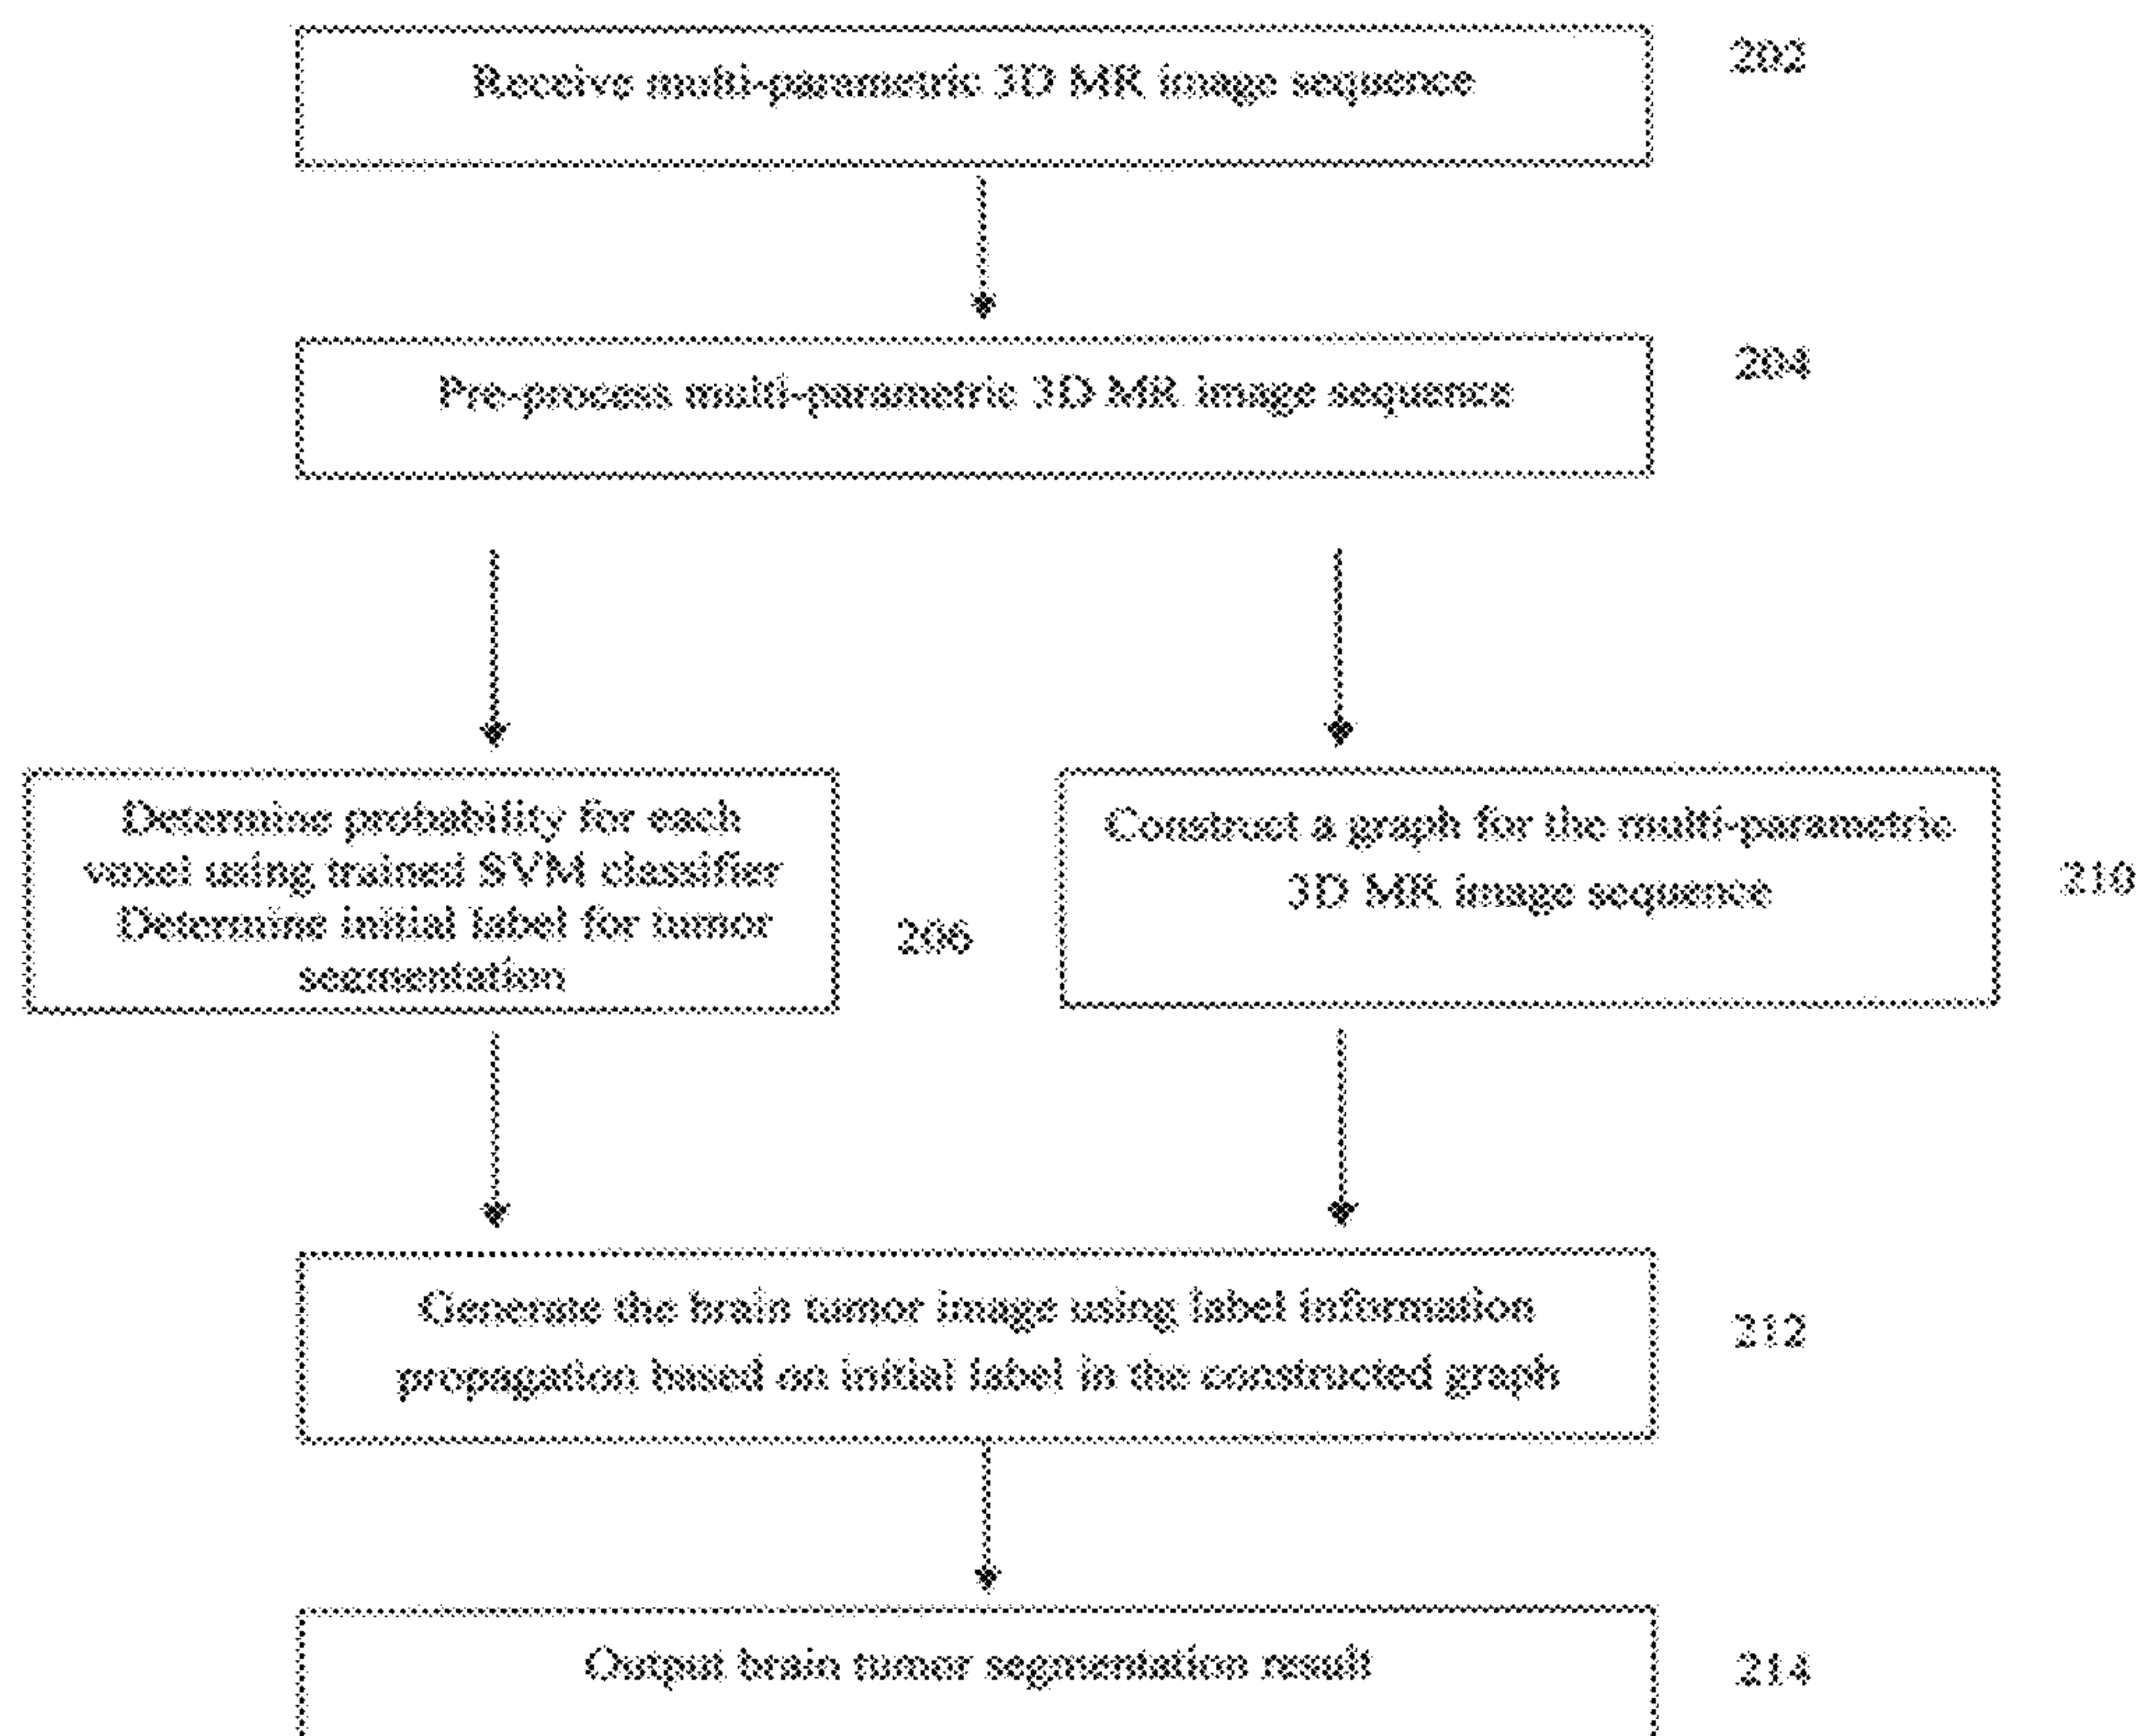 Receive multi-parametric 3D MR image sequence
202
Pre-process multi-parametric 3D MR image sequence
204
Determine probability for each
voxel using trained SVM classifier
Determine initial label for tumor
segmentation
206
Construct a graph for the multi-parametric
3D MR image sequence
210
Generate the brain tumor image using label information
propagation based on initial label in the constructed graph
212
Output brain tumor segmentation result
214